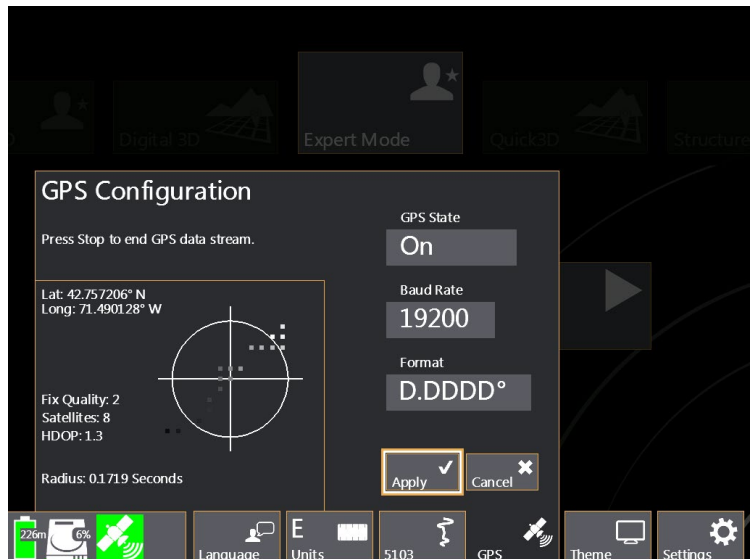 Digital 3D
Expert Mode
Quick3D
Structure
GPS Configuration
Press Stop to end GPS data stream.
Lat: 42.757206° N
Long: 71.490128° W
Fix Quality: 2
Satellites: 8
HDOP: 1.3
Radius: 0.1719 Seconds
GPS State
On
Baud Rate
19200
Format
D.DDDD°
Apply
Cancel
226m
6%
Language
E
Units
5103
GPS
Theme
Settings